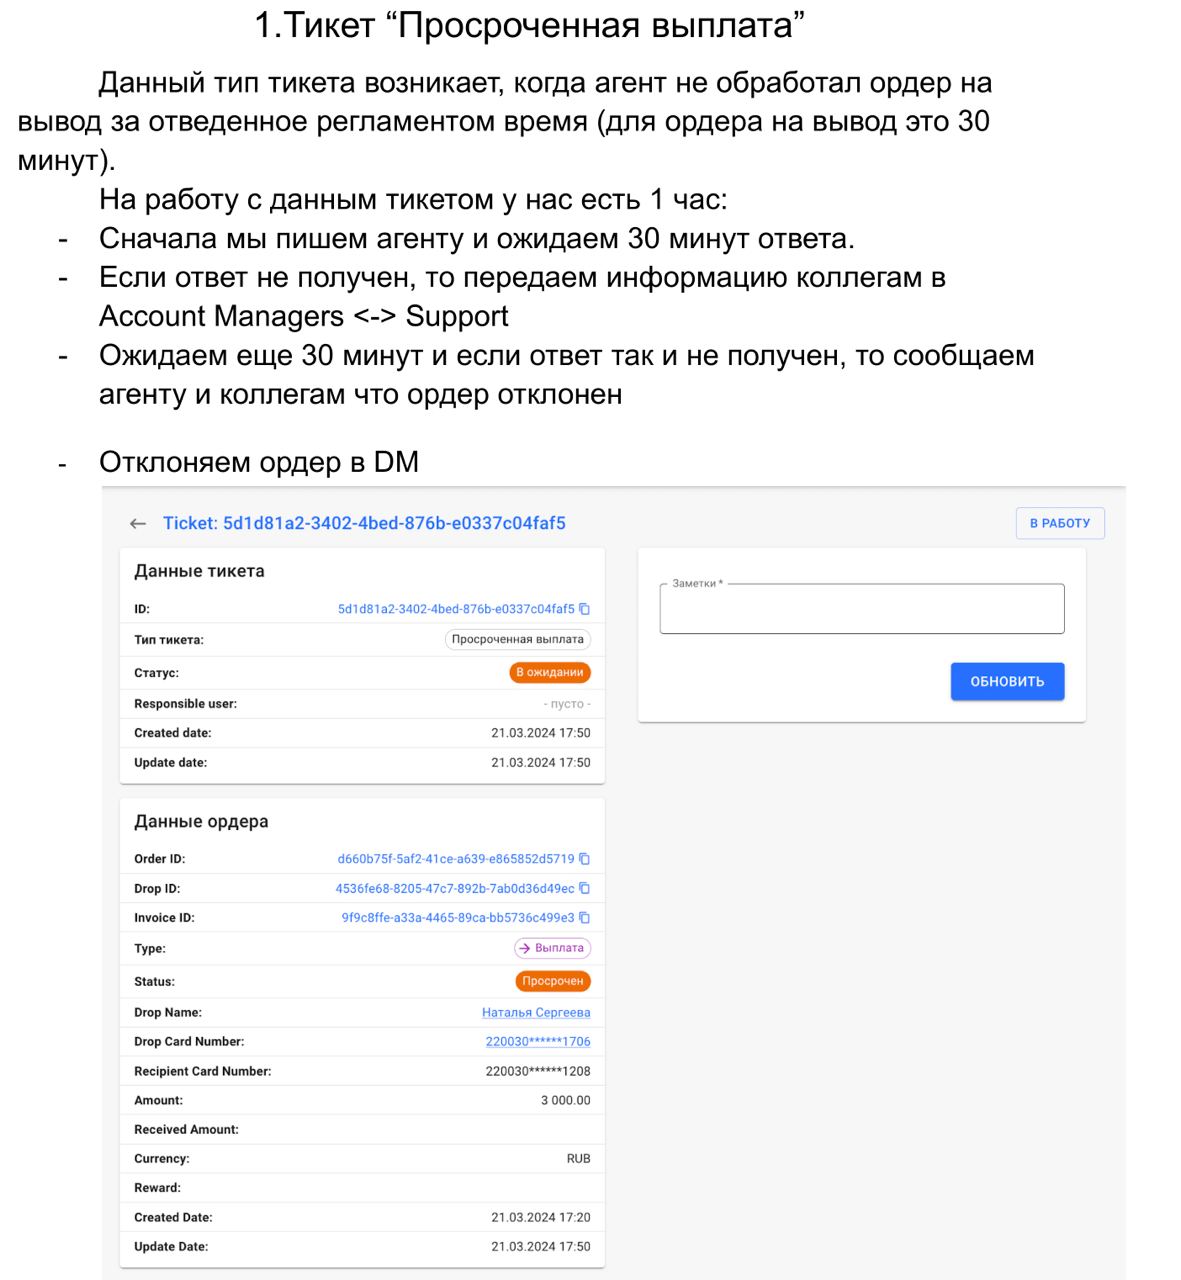 1.Тикет “Просроченная выплата”
Данный тип тикета возникает, когда агент не обработал ордер на
вывод за отведенное регламентом время (для ордера на вывод это 30
минут).
На работу с данным тикетом у нас есть 1 час:
- Сначала мы пишем агенту и ожидаем 30 минут ответа.
- Если ответ не получен, то передаем информацию коллегам в
Account Managers <-> Support
- Ожидаем еще 30 минут и если ответ так и не получен, то сообщаем
агенту и коллегам что ордер отклонен
- Отклоняем ордер в DM
Ticket: 5d1d81a2-3402-4bed-876b-e0337c04faf5
В РАБОТУ
Данные тикета
ID: 5d1d81a2-3402-4bed-876b-e0337c04faf5
Тип тикета: Просроченная выплата
Статус: В ожидании
Responsible user: - пусто -
Created date: 21.03.2024 17:50
Update date: 21.03.2024 17:50
Заметки *
ОБНОВИТЬ
Данные ордера
Order ID: d660b75f-5af2-41ce-a639-e865852d5719
Drop ID: 4536fe68-8205-47c7-892b-7ab0d36d49ec
Invoice ID: 9f9c8ffe-a33a-4465-89ca-bb5736c499e3
Type: → Выплата
Status: Просрочен
Drop Name: Наталья Сергеева
Drop Card Number: 220030******1706
Recipient Card Number: 220030******1208
Amount: 3 000.00
Received Amount:
Currency: RUB
Reward:
Created Date: 21.03.2024 17:20
Update Date: 21.03.2024 17:50